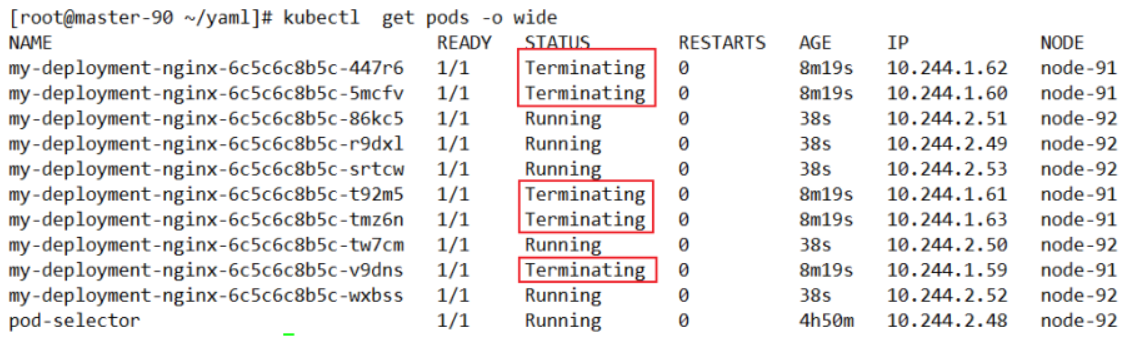 [root@master-90 ~/yaml]# kubectl  get pods -o wide
NAME                                   READY   STATUS        RESTARTS   AGE     IP            NODE
my-deployment-nginx-6c5c6c8b5c-447r6   1/1     Terminating   0          8m19s   10.244.1.62   node-91
my-deployment-nginx-6c5c6c8b5c-5mcfv   1/1     Terminating   0          8m19s   10.244.1.60   node-91
my-deployment-nginx-6c5c6c8b5c-86kc5   1/1     Running       0          38s     10.244.2.51   node-92
my-deployment-nginx-6c5c6c8b5c-r9dxl   1/1     Running       0          38s     10.244.2.49   node-92
my-deployment-nginx-6c5c6c8b5c-srtcw   1/1     Running       0          38s     10.244.2.53   node-92
my-deployment-nginx-6c5c6c8b5c-t92m5   1/1     Terminating   0          8m19s   10.244.1.61   node-91
my-deployment-nginx-6c5c6c8b5c-tmz6n   1/1     Terminating   0          8m19s   10.244.1.63   node-91
my-deployment-nginx-6c5c6c8b5c-tw7cm   1/1     Running       0          38s     10.244.2.50   node-92
my-deployment-nginx-6c5c6c8b5c-v9dns   1/1     Terminating   0          8m19s   10.244.1.59   node-91
my-deployment-nginx-6c5c6c8b5c-wxbss   1/1     Running       0          38s     10.244.2.52   node-92
pod-selector                           1/1     Running       0          4h50m   10.244.2.48   node-92